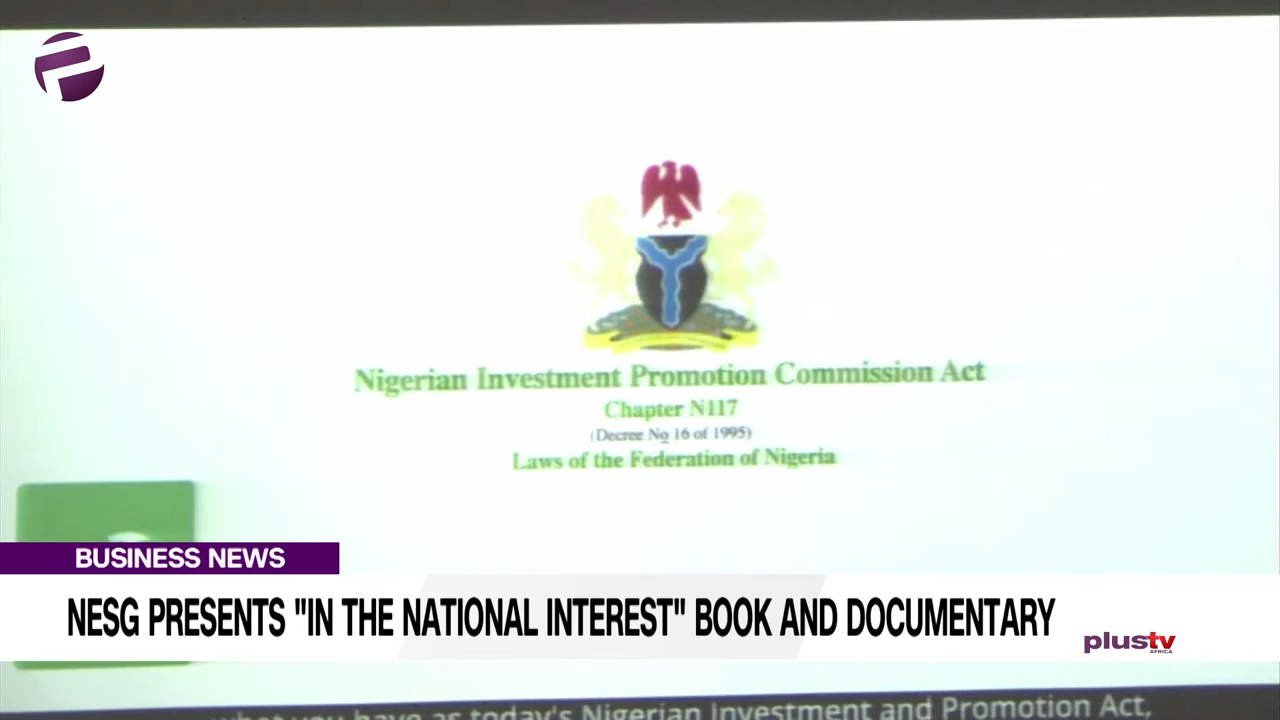 Nigerian Investment Promotion Commission Act
Chapter N117
(Decree No 16 of 1995)
Laws of the Federation of Nigeria
BUSINESS NEWS
NESG PRESENTS "IN THE NATIONAL INTEREST" BOOK AND DOCUMENTARY
plustv
AFRICA
what you have as today's Nigerian Investment and Promotion Act,